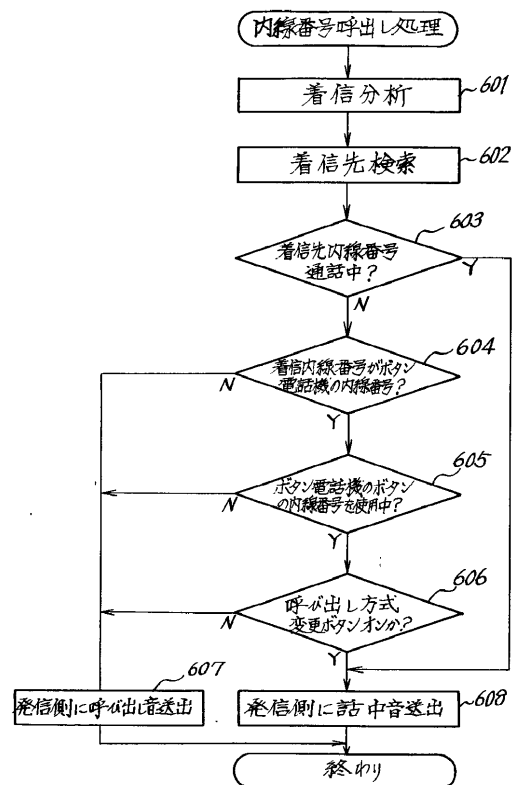 内線番号呼出し処理
着信分析
601
着信先検索
602
603
着信先内線番号
通話中?
Y
N
604
着信内線番号がボタン
電話機の内線番号?
N
Y
605
ボタン電話機のボタン
の内線番号を使用中?
N
Y
606
呼び出し方式
変更ボタンオンか?
N
Y
607
発信側に呼び出し音送出
発信側に話中音送出
608
終わり